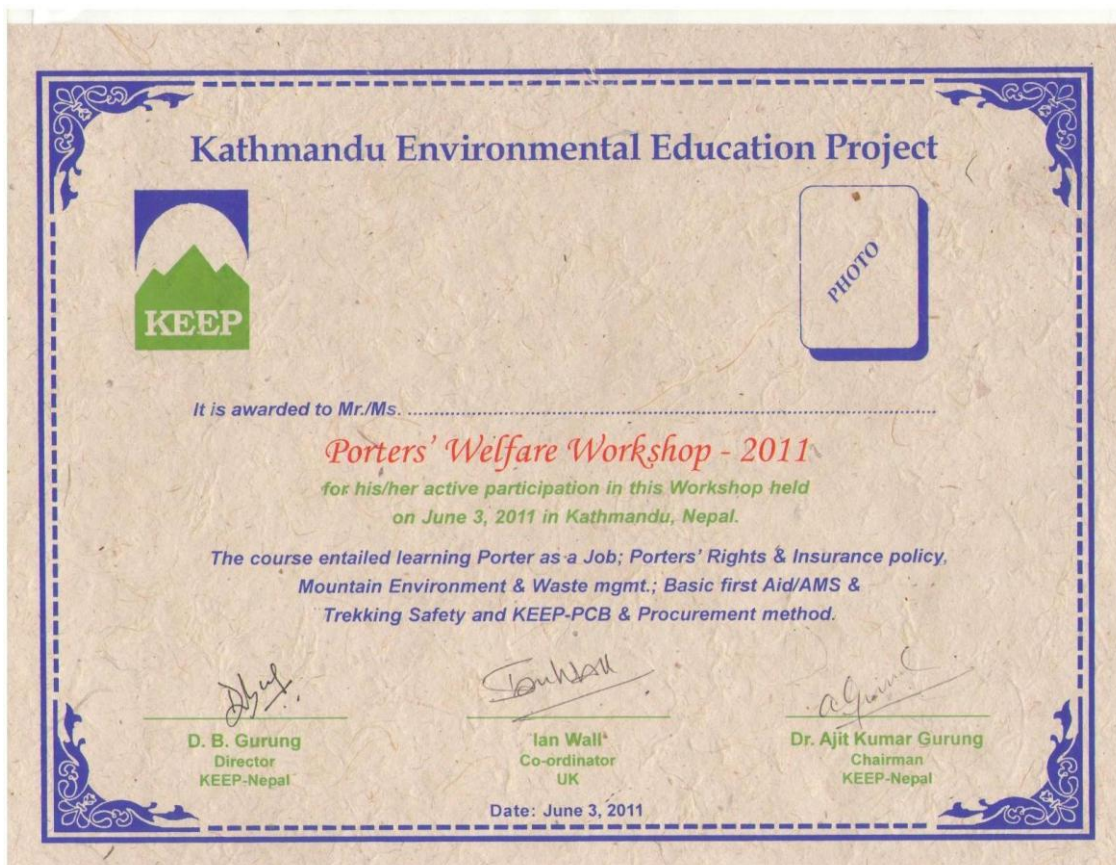 Kathmandu Environmental Education Project
KEEP
PHOTO
It is awarded to Mr./Ms. ..........................................................................................................
Porters' Welfare Workshop - 2011
for his/her active participation in this Workshop held
on June 3, 2011 in Kathmandu, Nepal.
The course entailed learning Porter as a Job; Porters' Rights & Insurance policy,
Mountain Environment & Waste mgmt.; Basic first Aid/AMS &
Trekking Safety and KEEP-PCB & Procurement method.
Ian Wall
D. B. Gurung
Director
KEEP-Nepal
Ian Wall
Co-ordinator
UK
Dr. Ajit Kumar Gurung
Chairman
KEEP-Nepal
Date: June 3, 2011